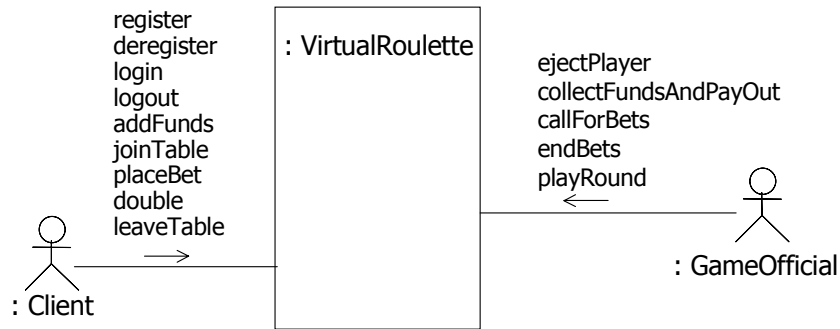 register
deregister
login
logout
addFunds
joinTable
placeBet
double
leaveTable
: Client
: VirtualRoulette
ejectPlayer
collectFundsAndPayOut
callForBets
endBets
playRound
: GameOfficial